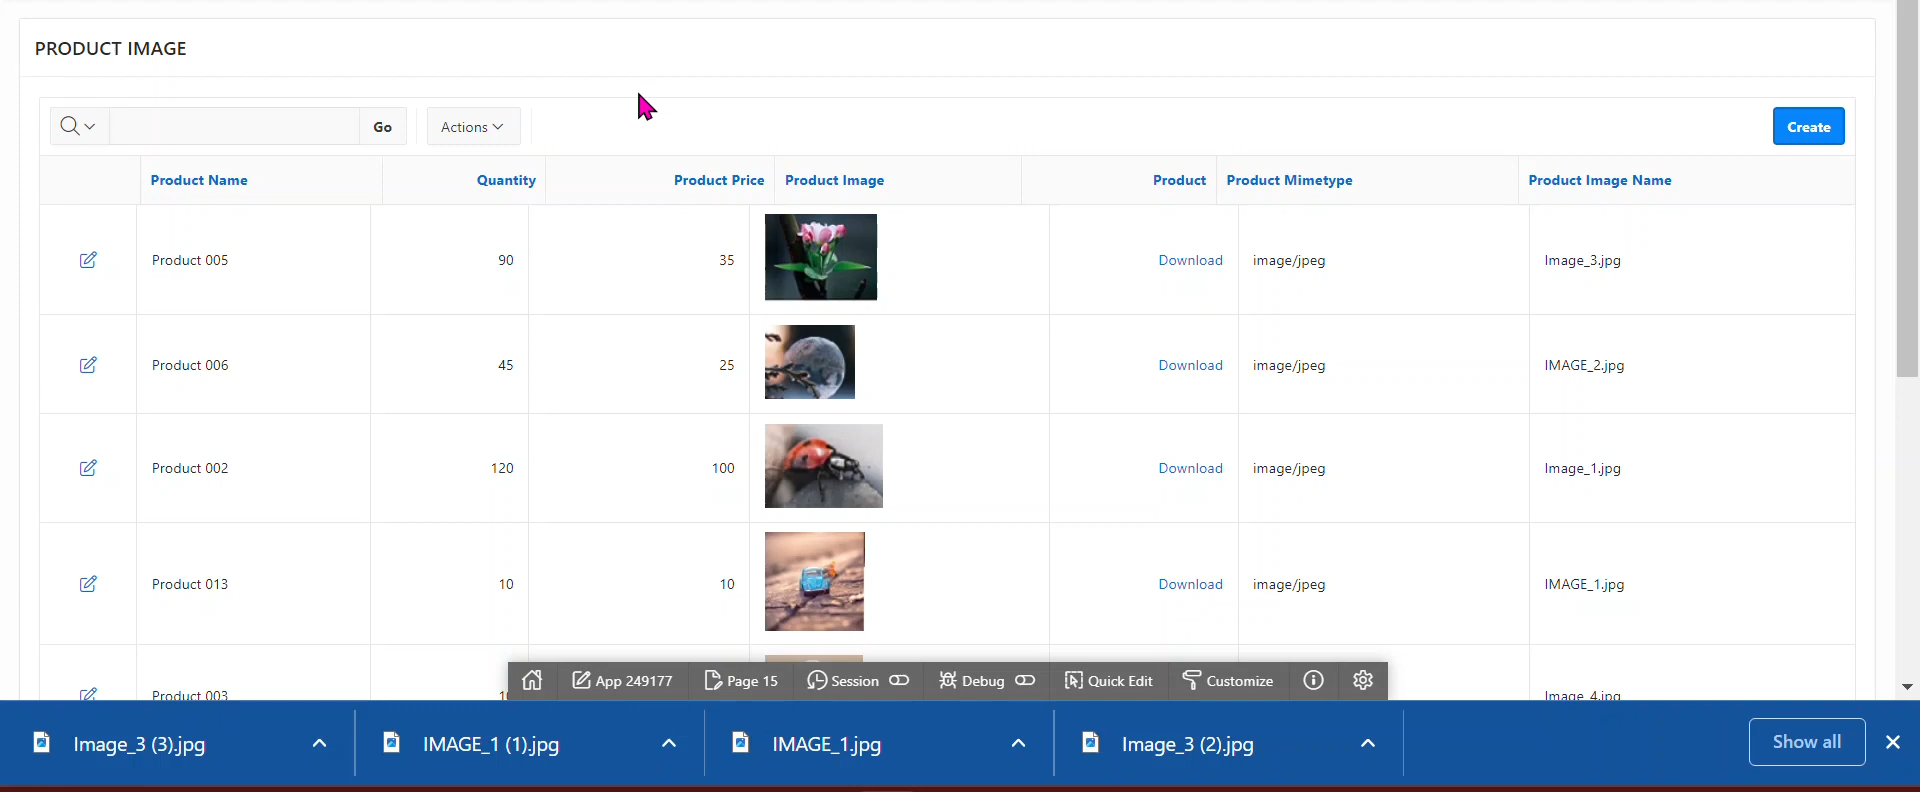 PRODUCT IMAGE
Go Actions Create
Product Name Quantity Product Price Product Image Product Product Mimetype Product Image Name
Product 005 90 35 Download image/jpeg Image_3.jpg
Product 006 45 25 Download image/jpeg IMAGE_2.jpg
Product 002 120 100 Download image/jpeg Image_1.jpg
Product 013 10 10 Download image/jpeg IMAGE_1.jpg
Product 003 Image_4.jpg
App 249177 Page 15 Session Debug Quick Edit Customize
Image_3 (3).jpg IMAGE_1 (1).jpg IMAGE_1.jpg Image_3 (2).jpg Show all